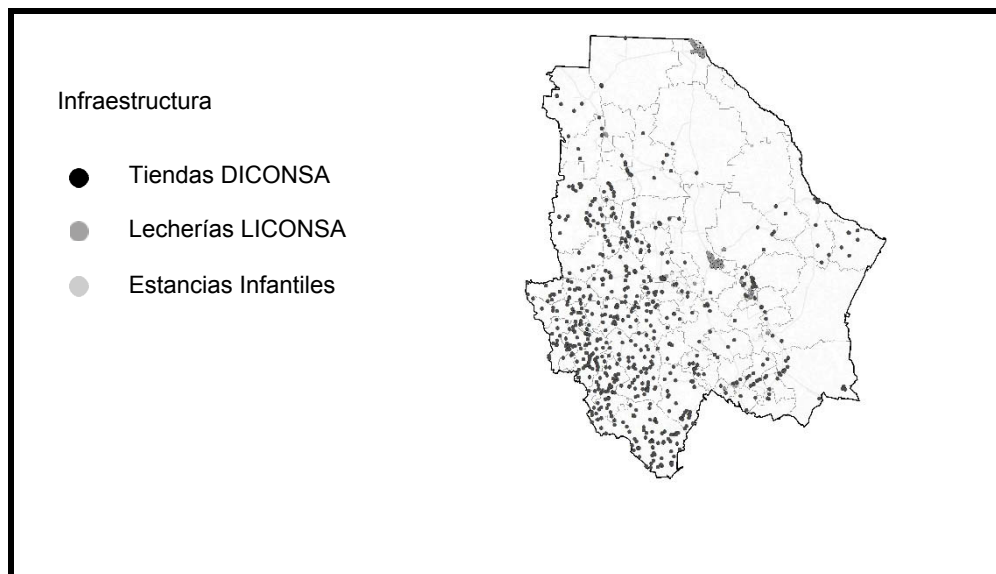 Infraestructura
Tiendas DICONSA
Lecherías LICONSA
Estancias Infantiles